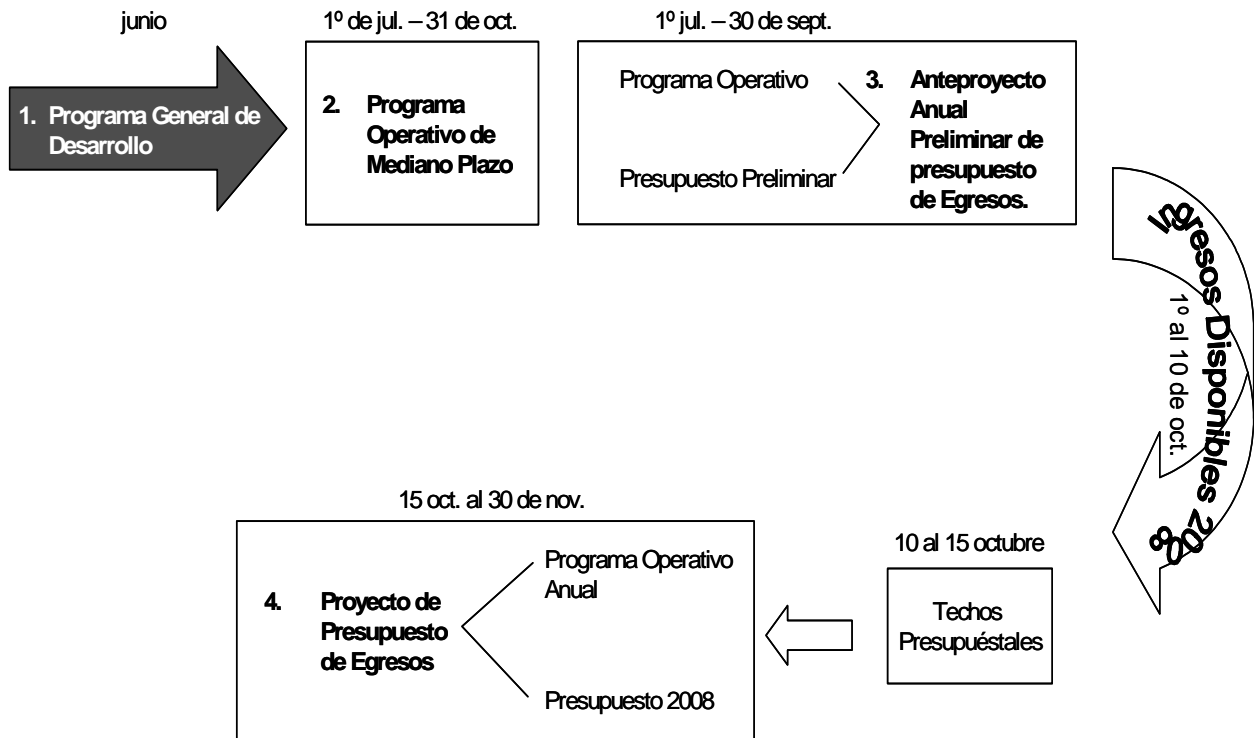 junio
1º de jul. – 31 de oct.
1º jul. – 30 de sept.
1. Programa General de
Desarrollo
2. Programa
Operativo de
Mediano Plazo
Programa Operativo
Presupuesto Preliminar
3. Anteproyecto
Anual
Preliminar de
presupuesto
de Egresos.
Ingresos Disponibles 2008
1º al 10 de oct.
15 oct. al 30 de nov.
4. Proyecto de
Presupuesto
de Egresos
Programa Operativo
Anual
Presupuesto 2008
10 al 15 octubre
Techos
Presupuéstales